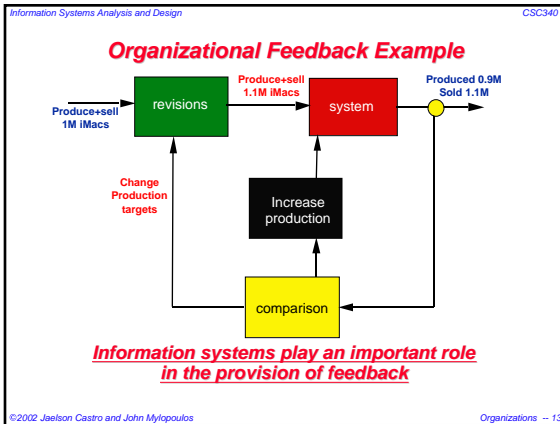 Information Systems Analysis and Design
CSC340
Organizational Feedback Example
Produce+sell
1M iMacs
revisions
Produce+sell
1.1M iMacs
system
Produced 0.9M
Sold 1.1M
Change
Production
targets
Increase
production
comparison
Information systems play an important role
in the provision of feedback
©2002 Jaelson Castro and John Mylopoulos
Organizations -- 13